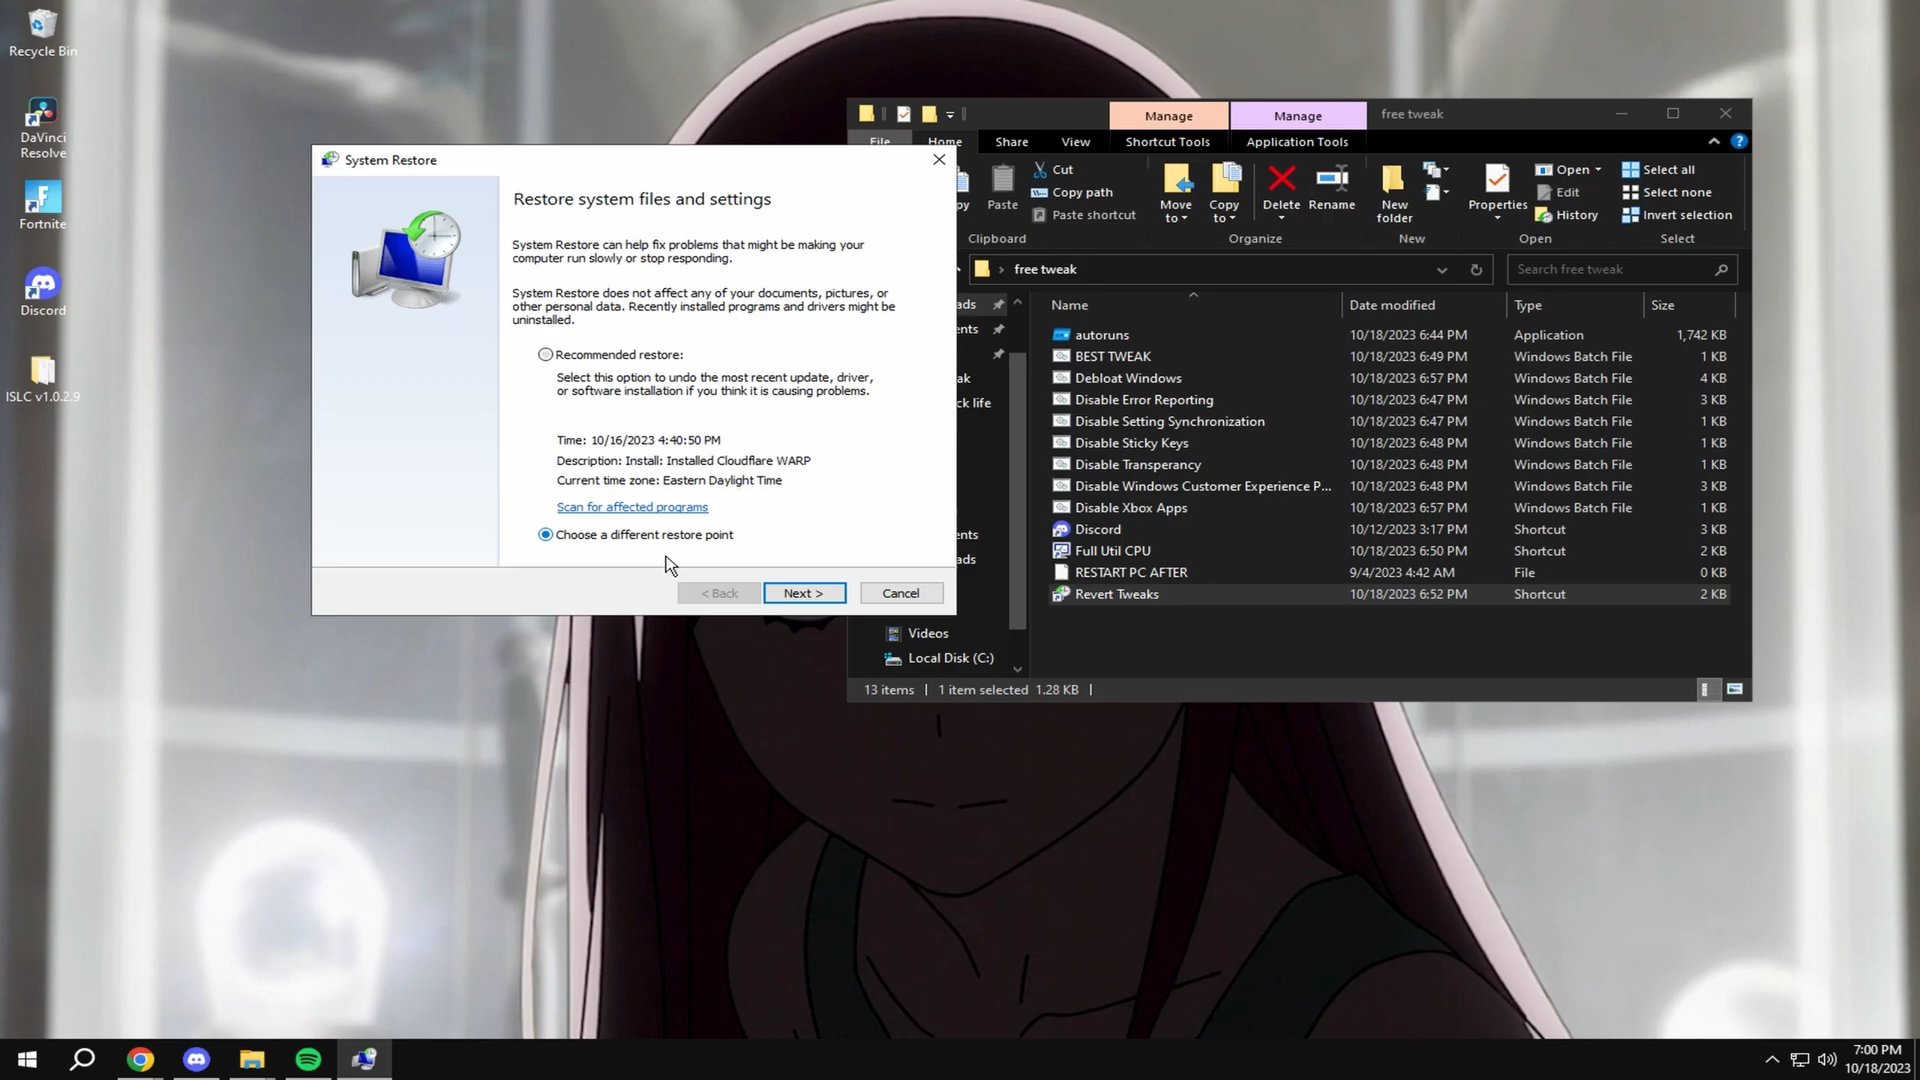 Recycle Bin
DaVinci
Resolve
Fortnite
Discord
ISLC v1.0.2.9
System Restore
Restore system files and settings
System Restore can help fix problems that might be making your
computer run slowly or stop responding.
System Restore does not affect any of your documents, pictures, or
other personal data. Recently installed programs and drivers might be
uninstalled.
Recommended restore:
Select this option to undo the most recent update, driver,
or software installation if you think it is causing problems.
Time: 10/16/2023 4:40:50 PM
Description: Install: Installed Cloudflare WARP
Current time zone: Eastern Daylight Time
Scan for affected programs
Choose a different restore point
< Back
Next >
Cancel
Manage
Manage
free tweak
File
Home
Share
View
Shortcut Tools
Application Tools
py
Paste
Cut
Copy path
Paste shortcut
Clipboard
Move
to
Copy
to
Delete
Rename
Organize
New
folder
New
Properties
Open
Edit
History
Open
Select all
Select none
Invert selection
Select
free tweak
Search free tweak
ads
ents
ak
ck life
ents
ads
Videos
Local Disk (C:)
Name Date modified Type Size
autoruns 10/18/2023 6:44 PM Application 1,742 KB
BEST TWEAK 10/18/2023 6:49 PM Windows Batch File 1 KB
Debloat Windows 10/18/2023 6:57 PM Windows Batch File 4 KB
Disable Error Reporting 10/18/2023 6:47 PM Windows Batch File 3 KB
Disable Setting Synchronization 10/18/2023 6:47 PM Windows Batch File 1 KB
Disable Sticky Keys 10/18/2023 6:48 PM Windows Batch File 1 KB
Disable Transperancy 10/18/2023 6:48 PM Windows Batch File 1 KB
Disable Windows Customer Experience P... 10/18/2023 6:48 PM Windows Batch File 3 KB
Disable Xbox Apps 10/18/2023 6:57 PM Windows Batch File 1 KB
Discord 10/12/2023 3:17 PM Shortcut 3 KB
Full Util CPU 10/18/2023 6:50 PM Shortcut 2 KB
RESTART PC AFTER 9/4/2023 4:42 AM File 0 KB
Revert Tweaks 10/18/2023 6:52 PM Shortcut 2 KB
13 items 1 item selected 1.28 KB
7:00 PM
10/18/2023